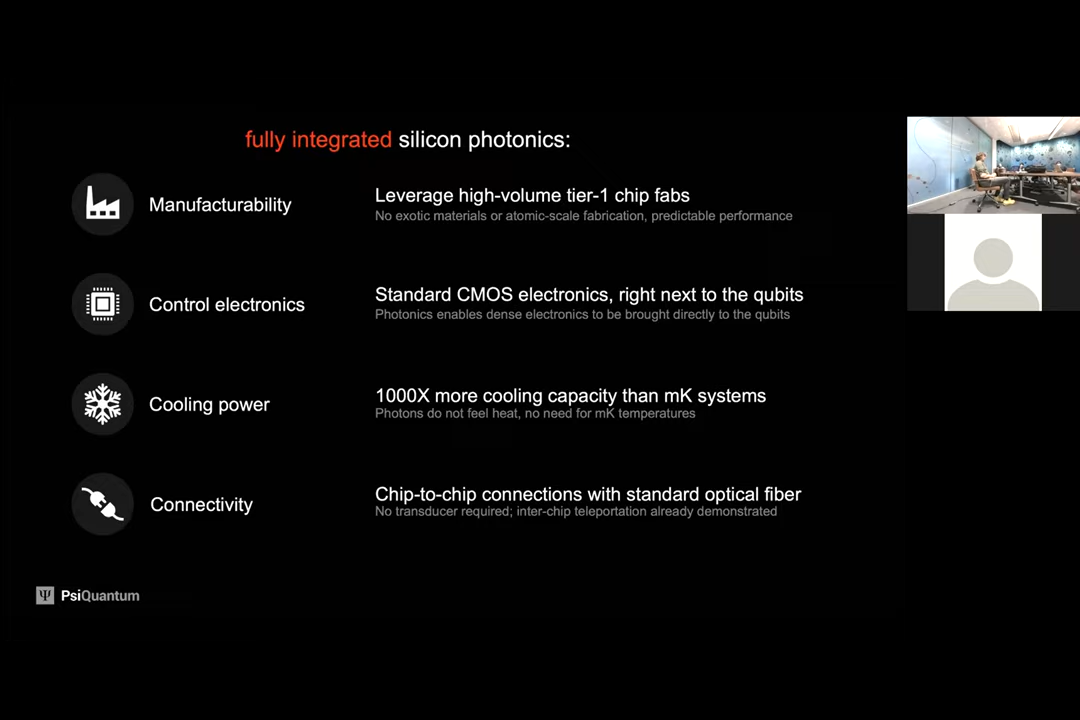 fully integrated silicon photonics:
Manufacturability
Leverage high-volume tier-1 chip fabs
No exotic materials or atomic-scale fabrication, predictable performance
Control electronics
Standard CMOS electronics, right next to the qubits
Photonics enables dense electronics to be brought directly to the qubits
Cooling power
1000X more cooling capacity than mK systems
Photons do not feel heat, no need for mK temperatures
Connectivity
Chip-to-chip connections with standard optical fiber
No transducer required; inter-chip teleportation already demonstrated
Ψ PsiQuantum